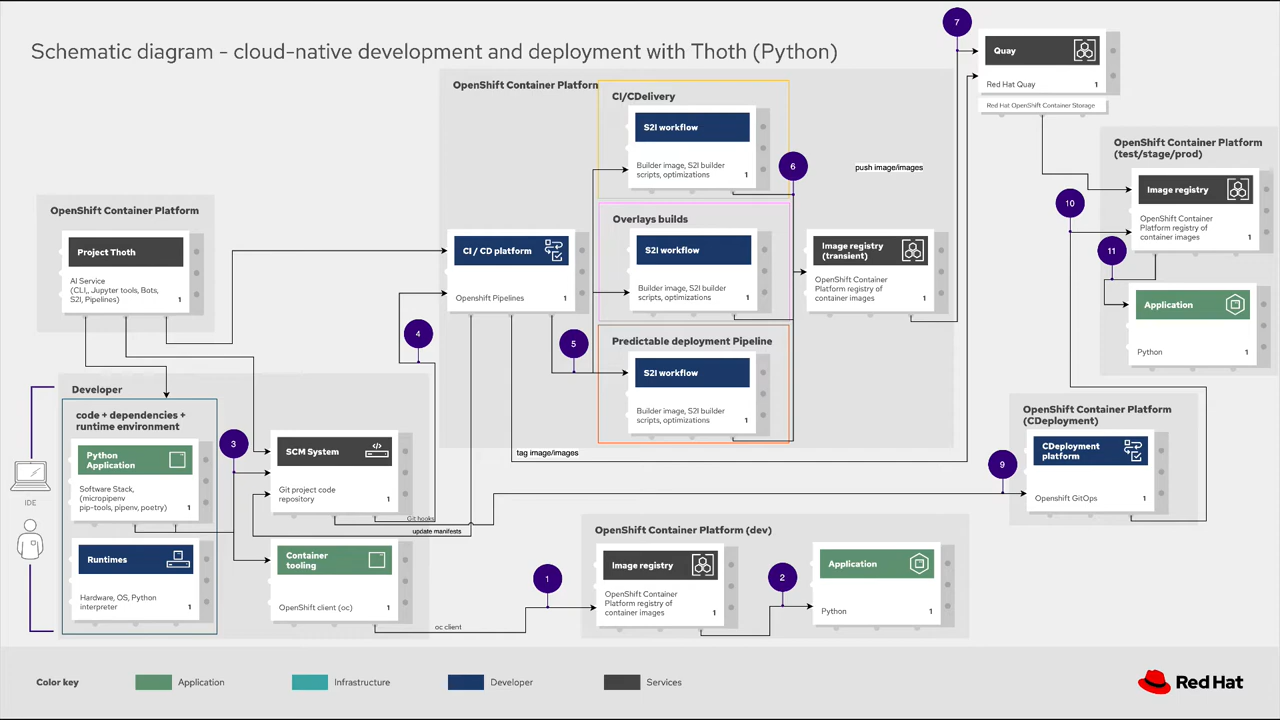 Schematic diagram - cloud-native development and deployment with Thoth (Python)
7
Quay
Red Hat Quay
1
Red Hat OpenShift Container Storage
OpenShift Container Platform
CI/CDelivery
S2I workflow
Builder image, S2I builder
scripts, optimizations
1
6
push image/images
OpenShift Container Platform
(test/stage/prod)
Image registry
OpenShift Container
Platform registry of
container images
1
10
11
Application
Python
1
OpenShift Container Platform
Project Thoth
AI Service
(CLI,, Jupyter tools, Bots,
S2I, Pipelines)
1
CI / CD platform
Openshift Pipelines
1
Overlays builds
S2I workflow
Builder image, S2I builder
scripts, optimizations
1
Image registry
(transient)
OpenShift Container
Platform registry of
container images
1
4
5
Predictable deployment Pipeline
S2I workflow
Builder image, S2I builder
scripts, optimizations
1
tag image/images
Developer
code + dependencies +
runtime environment
Python
Application
Software Stack,
(micropipenv
pip-tools, pipenv, poetry)
1
IDE
Runtimes
Hardware, OS, Python
interpreter
1
3
SCM System
Git project code
repository
1
Git hooks
update manifests
Container
tooling
OpenShift client (oc)
1
oc client
9
OpenShift Container Platform
(CDeployment)
CDeployment
platform
Openshift GitOps
1
OpenShift Container Platform (dev)
1
Image registry
OpenShift Container
Platform registry of
container images
1
2
Application
Python
1
Color key
Application
Infrastructure
Developer
Services
Red Hat